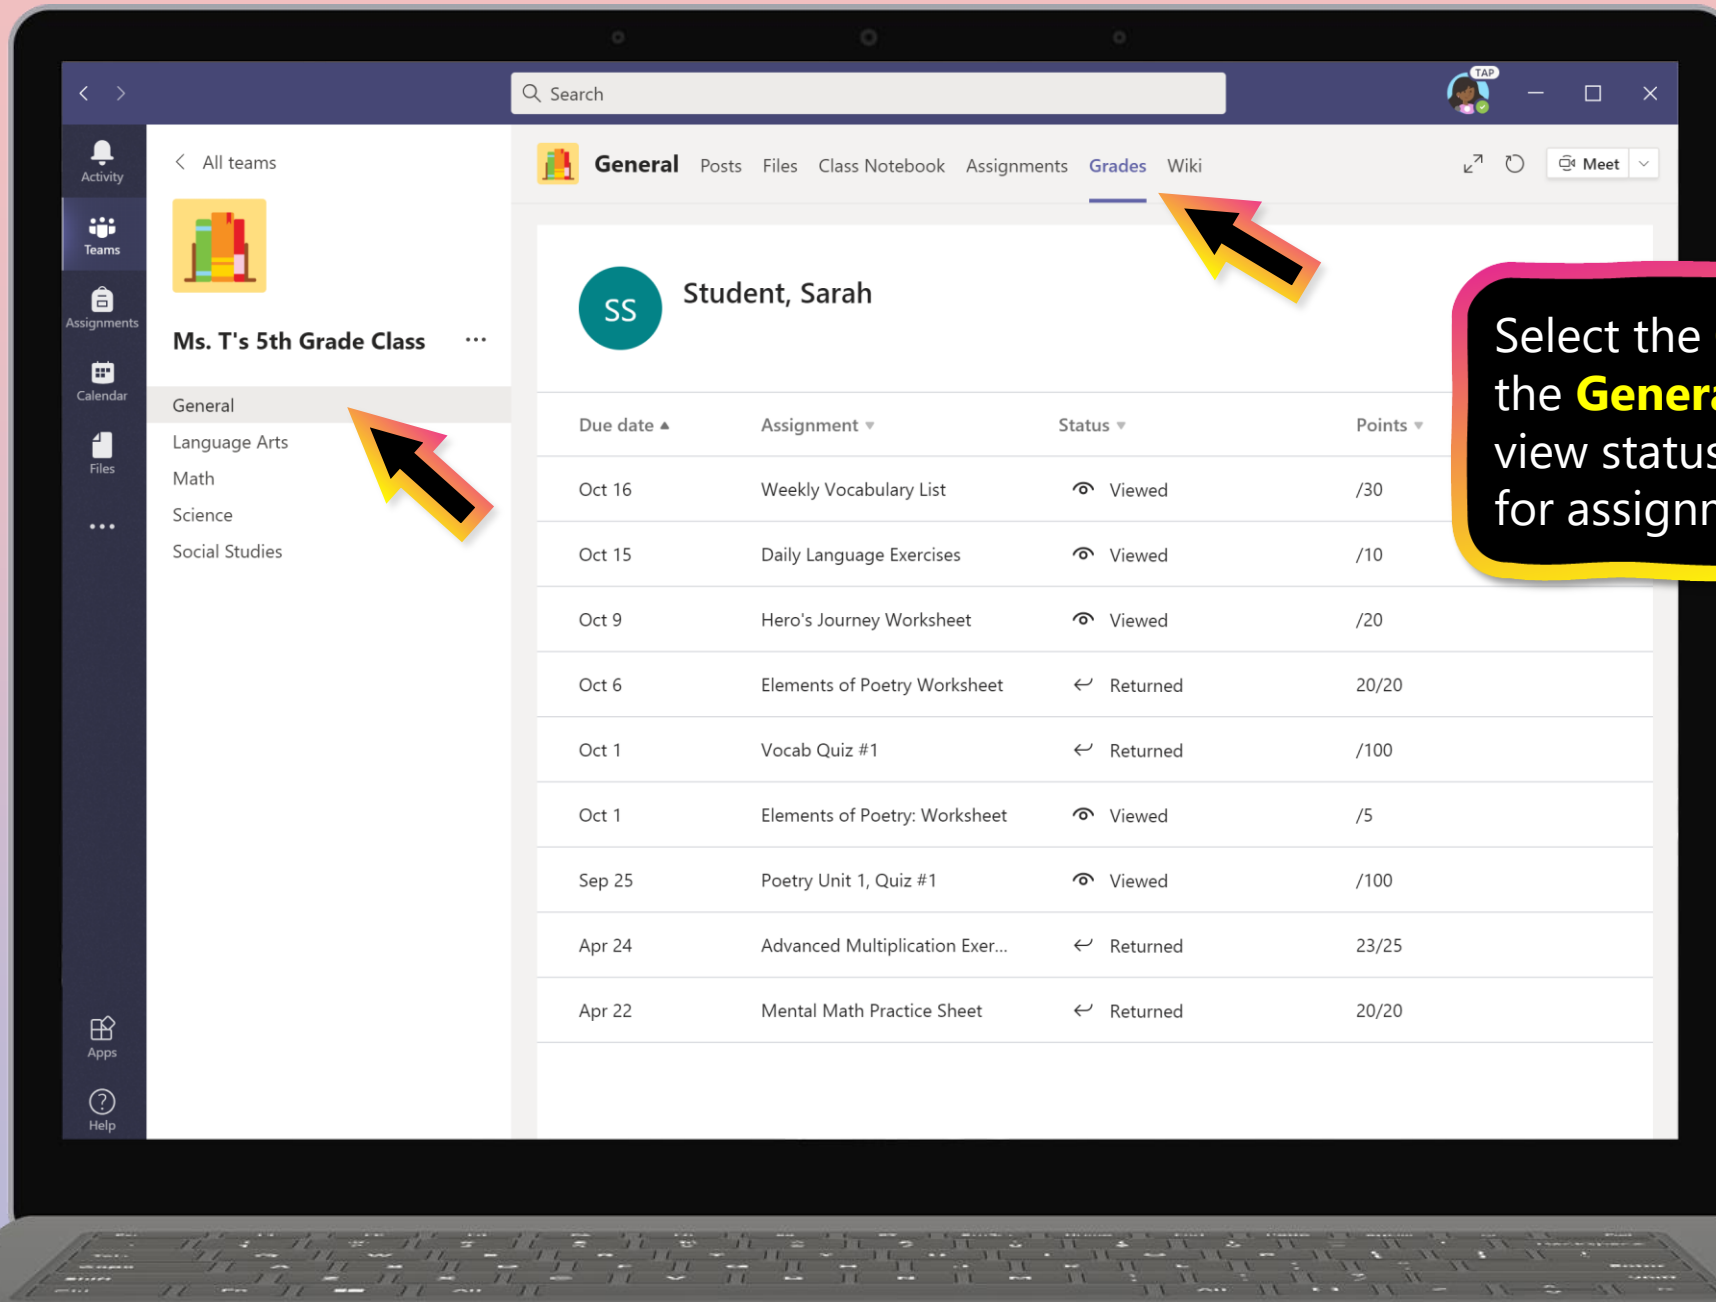 Search
TAP
Activity
Teams
Assignments
Calendar
Files
Apps
Help
All teams
Ms. T's 5th Grade Class
General
Language Arts
Math
Science
Social Studies
General Posts Files Class Notebook Assignments Grades Wiki
Meet
SS Student, Sarah
Due date Assignment Status Points
Oct 16 Weekly Vocabulary List Viewed /30
Oct 15 Daily Language Exercises Viewed /10
Oct 9 Hero's Journey Worksheet Viewed /20
Oct 6 Elements of Poetry Worksheet Returned 20/20
Oct 1 Vocab Quiz #1 Returned /100
Oct 1 Elements of Poetry: Worksheet Viewed /5
Sep 25 Poetry Unit 1, Quiz #1 Viewed /100
Apr 24 Advanced Multiplication Exer... Returned 23/25
Apr 22 Mental Math Practice Sheet Returned 20/20
Select the
the Genera
view status
for assignm